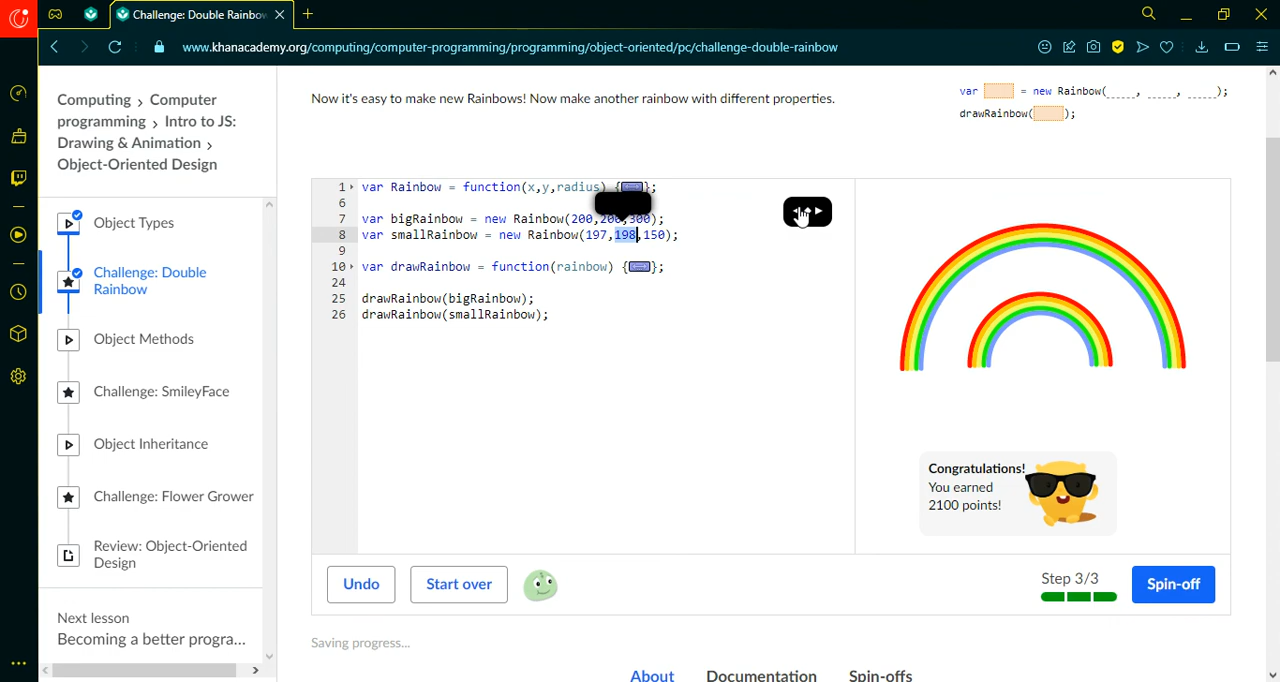 Challenge: Double Rainbow
www.khanacademy.org/computing/computer-programming/programming/object-oriented/pc/challenge-double-rainbow
Computing › Computer
programming › Intro to JS:
Drawing & Animation ›
Object-Oriented Design
Object Types
Challenge: Double
Rainbow
Object Methods
Challenge: SmileyFace
Object Inheritance
Challenge: Flower Grower
Review: Object-Oriented
Design
Next lesson
Becoming a better progra...
Now it's easy to make new Rainbows! Now make another rainbow with different properties.
var = new Rainbow(_____, _____, _____);
drawRainbow( );
1 var Rainbow = function(x,y,radius) {};
6
7 var bigRainbow = new Rainbow(200,200,300);
8 var smallRainbow = new Rainbow(197,198,150);
9
10 var drawRainbow = function(rainbow) {};
24
25 drawRainbow(bigRainbow);
26 drawRainbow(smallRainbow);
Congratulations!
You earned
2100 points!
Undo
Start over
Step 3/3
Spin-off
Saving progress...
About Documentation Spin-offs